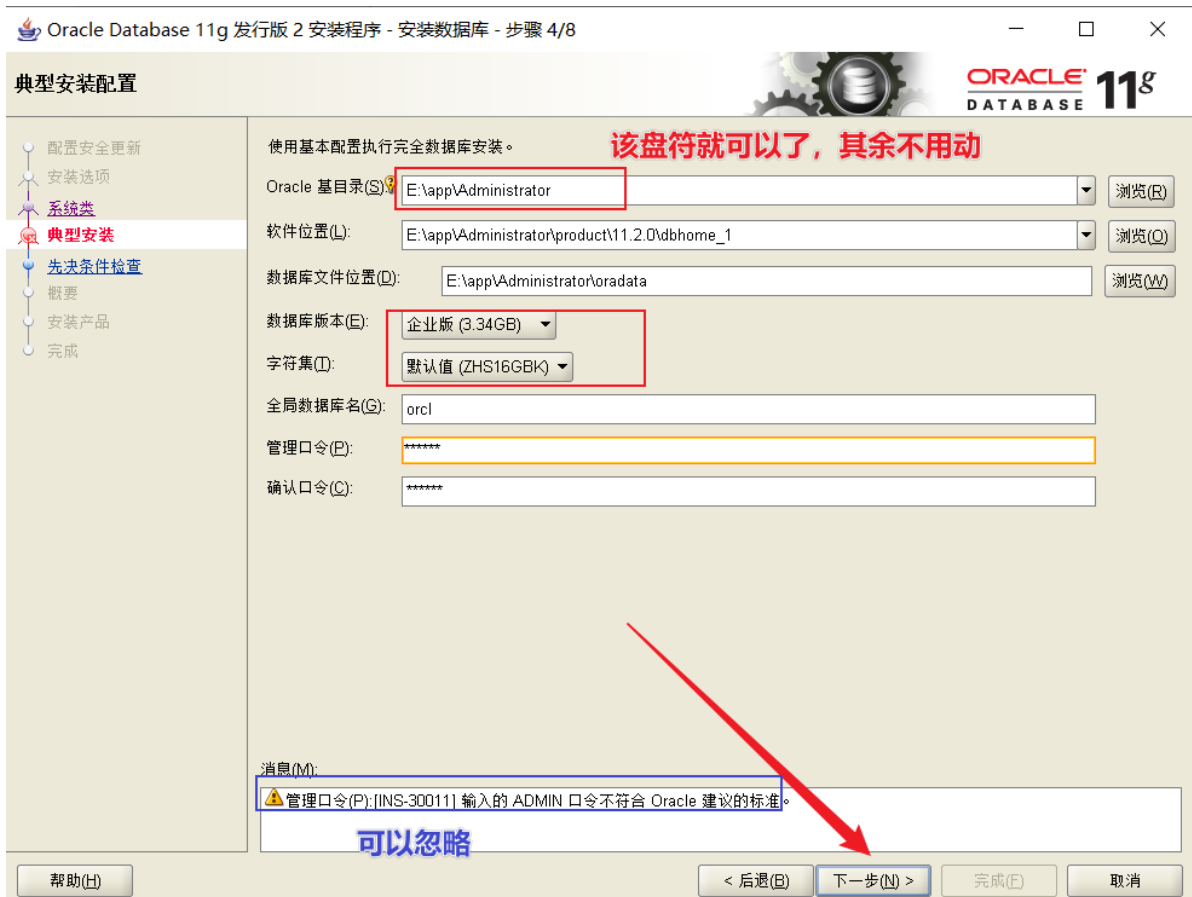 Oracle Database 11g 发行版 2 安装程序 - 安装数据库 - 步骤 4/8
典型安装配置
ORACLE DATABASE 11g
配置安全更新
安装选项
系统类
典型安装
先决条件检查
概要
安装产品
完成
使用基本配置执行完全数据库安装。
该盘符就可以了，其余不用动
Oracle 基目录(S) E:\app\Administrator 浏览(R)
软件位置(L): E:\app\Administrator\product\11.2.0\dbhome_1 浏览(O)
数据库文件位置(D): E:\app\Administrator\oradata 浏览(W)
数据库版本(E): 企业版 (3.34GB)
字符集(T): 默认值 (ZHS16GBK)
全局数据库名(G): orcl
管理口令(P): ******
确认口令(C): ******
消息(M):
管理口令(P):[INS-30011] 输入的 ADMIN 口令不符合 Oracle 建议的标准。
可以忽略
帮助(H) < 后退(B) 下一步(N) > 完成(F) 取消